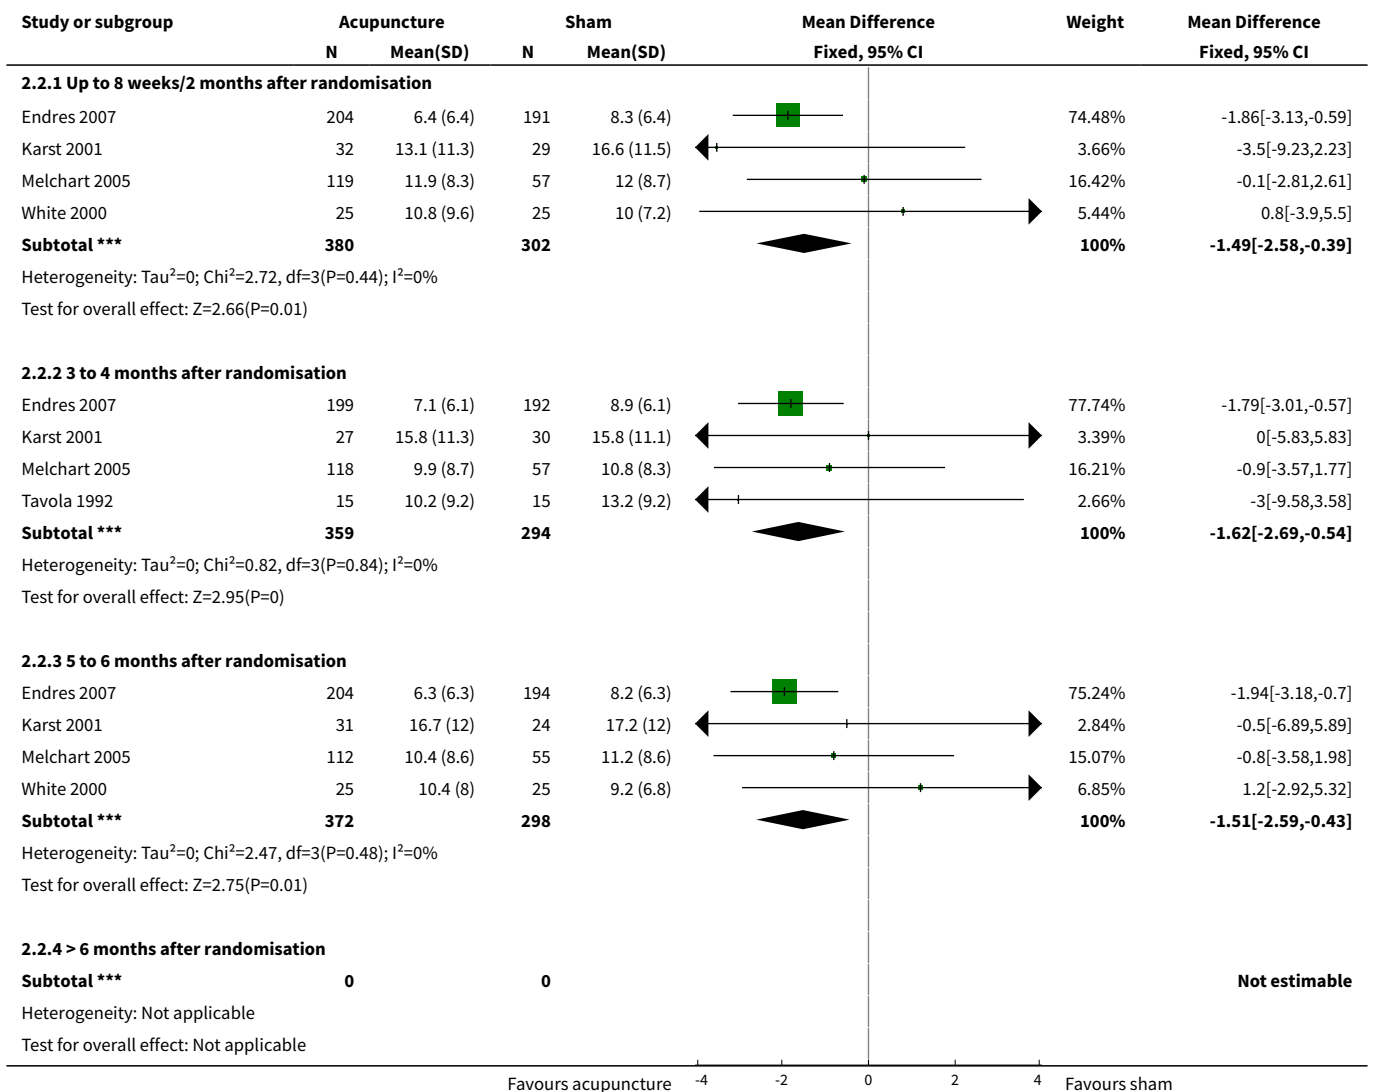 Study or subgroup Acupuncture Sham Mean Difference Weight Mean Difference
N Mean(SD) N Mean(SD) Fixed, 95% CI Fixed, 95% CI
2.2.1 Up to 8 weeks/2 months after randomisation
Endres 2007 204 6.4 (6.4) 191 8.3 (6.4) 74.48% -1.86[-3.13,-0.59]
Karst 2001 32 13.1 (11.3) 29 16.6 (11.5) 3.66% -3.5[-9.23,2.23]
Melchart 2005 119 11.9 (8.3) 57 12 (8.7) 16.42% -0.1[-2.81,2.61]
White 2000 25 10.8 (9.6) 25 10 (7.2) 5.44% 0.8[-3.9,5.5]
Subtotal *** 380 302 100% -1.49[-2.58,-0.39]
Heterogeneity: Tau²=0; Chi²=2.72, df=3(P=0.44); I²=0%
Test for overall effect: Z=2.66(P=0.01)
2.2.2 3 to 4 months after randomisation
Endres 2007 199 7.1 (6.1) 192 8.9 (6.1) 77.74% -1.79[-3.01,-0.57]
Karst 2001 27 15.8 (11.3) 30 15.8 (11.1) 3.39% 0[-5.83,5.83]
Melchart 2005 118 9.9 (8.7) 57 10.8 (8.3) 16.21% -0.9[-3.57,1.77]
Tavola 1992 15 10.2 (9.2) 15 13.2 (9.2) 2.66% -3[-9.58,3.58]
Subtotal *** 359 294 100% -1.62[-2.69,-0.54]
Heterogeneity: Tau²=0; Chi²=0.82, df=3(P=0.84); I²=0%
Test for overall effect: Z=2.95(P=0)
2.2.3 5 to 6 months after randomisation
Endres 2007 204 6.3 (6.3) 194 8.2 (6.3) 75.24% -1.94[-3.18,-0.7]
Karst 2001 31 16.7 (12) 24 17.2 (12) 2.84% -0.5[-6.89,5.89]
Melchart 2005 112 10.4 (8.6) 55 11.2 (8.6) 15.07% -0.8[-3.58,1.98]
White 2000 25 10.4 (8) 25 9.2 (6.8) 6.85% 1.2[-2.92,5.32]
Subtotal *** 372 298 100% -1.51[-2.59,-0.43]
Heterogeneity: Tau²=0; Chi²=2.47, df=3(P=0.48); I²=0%
Test for overall effect: Z=2.75(P=0.01)
2.2.4 > 6 months after randomisation
Subtotal *** 0 0 Not estimable
Heterogeneity: Not applicable
Test for overall effect: Not applicable
Favours acupuncture -4 -2 0 2 4 Favours sham